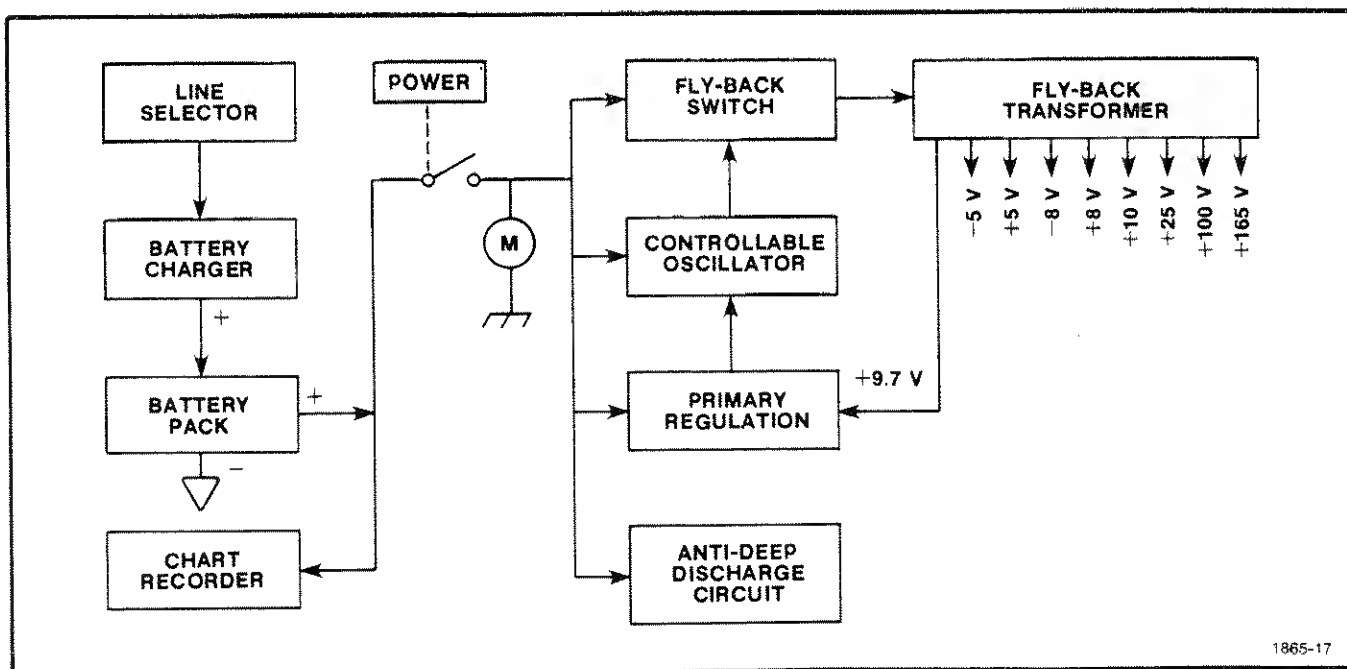 LINE
SELECTOR
POWER
FLY-BACK
SWITCH
FLY-BACK
TRANSFORMER
−5 V
+5 V
−8 V
+8 V
+10 V
+25 V
+100 V
+165 V
BATTERY
CHARGER
+
M
CONTROLLABLE
OSCILLATOR
BATTERY
PACK
+
−
PRIMARY
REGULATION
+9.7 V
CHART
RECORDER
ANTI-DEEP
DISCHARGE
CIRCUIT
1865-17